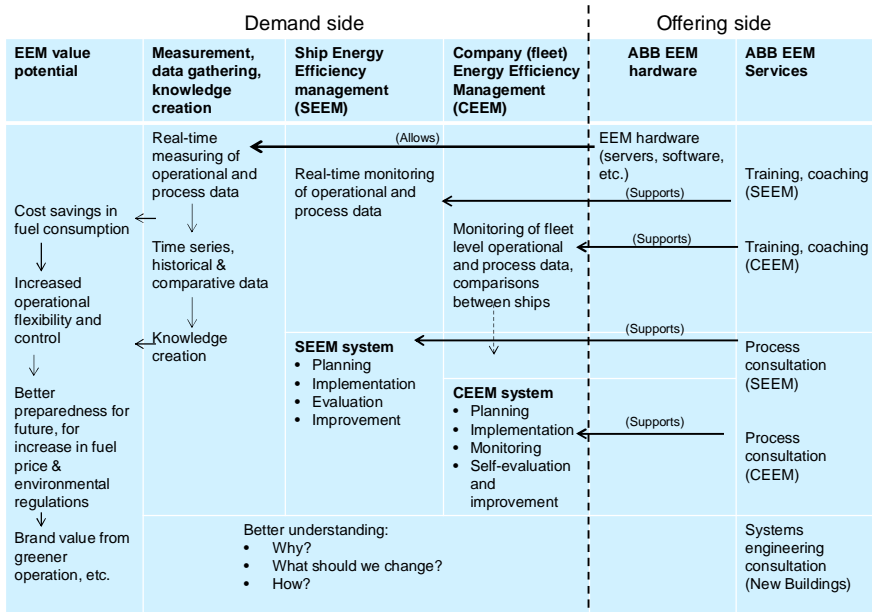 Demand side
Offering side
EEM value
potential
Measurement,
data gathering,
knowledge
creation
Ship Energy
Efficiency
management
(SEEM)
Company (fleet)
Energy Efficiency
Management
(CEEM)
ABB EEM
hardware
ABB EEM
Services
Cost savings in
fuel consumption
Increased
operational
flexibility and
control
Better
preparedness for
future, for
increase in fuel
price &
environmental
regulations
Brand value from
greener
operation, etc.
Real-time
measuring of
operational and
process data
Time series,
historical &
comparative data
Knowledge
creation
Real-time monitoring
of operational and
process data
SEEM system
• Planning
• Implementation
• Evaluation
• Improvement
Monitoring of fleet
level operational
and process data,
comparisons
between ships
CEEM system
• Planning
• Implementation
• Monitoring
• Self-evaluation
and
improvement
(Allows)
EEM hardware
(servers, software,
etc.)
(Supports)
(Supports)
(Supports)
(Supports)
Training, coaching
(SEEM)
Training, coaching
(CEEM)
Process
consultation
(SEEM)
Process
consultation
(CEEM)
Systems
engineering
consultation
(New Buildings)
Better understanding:
• Why?
• What should we change?
• How?